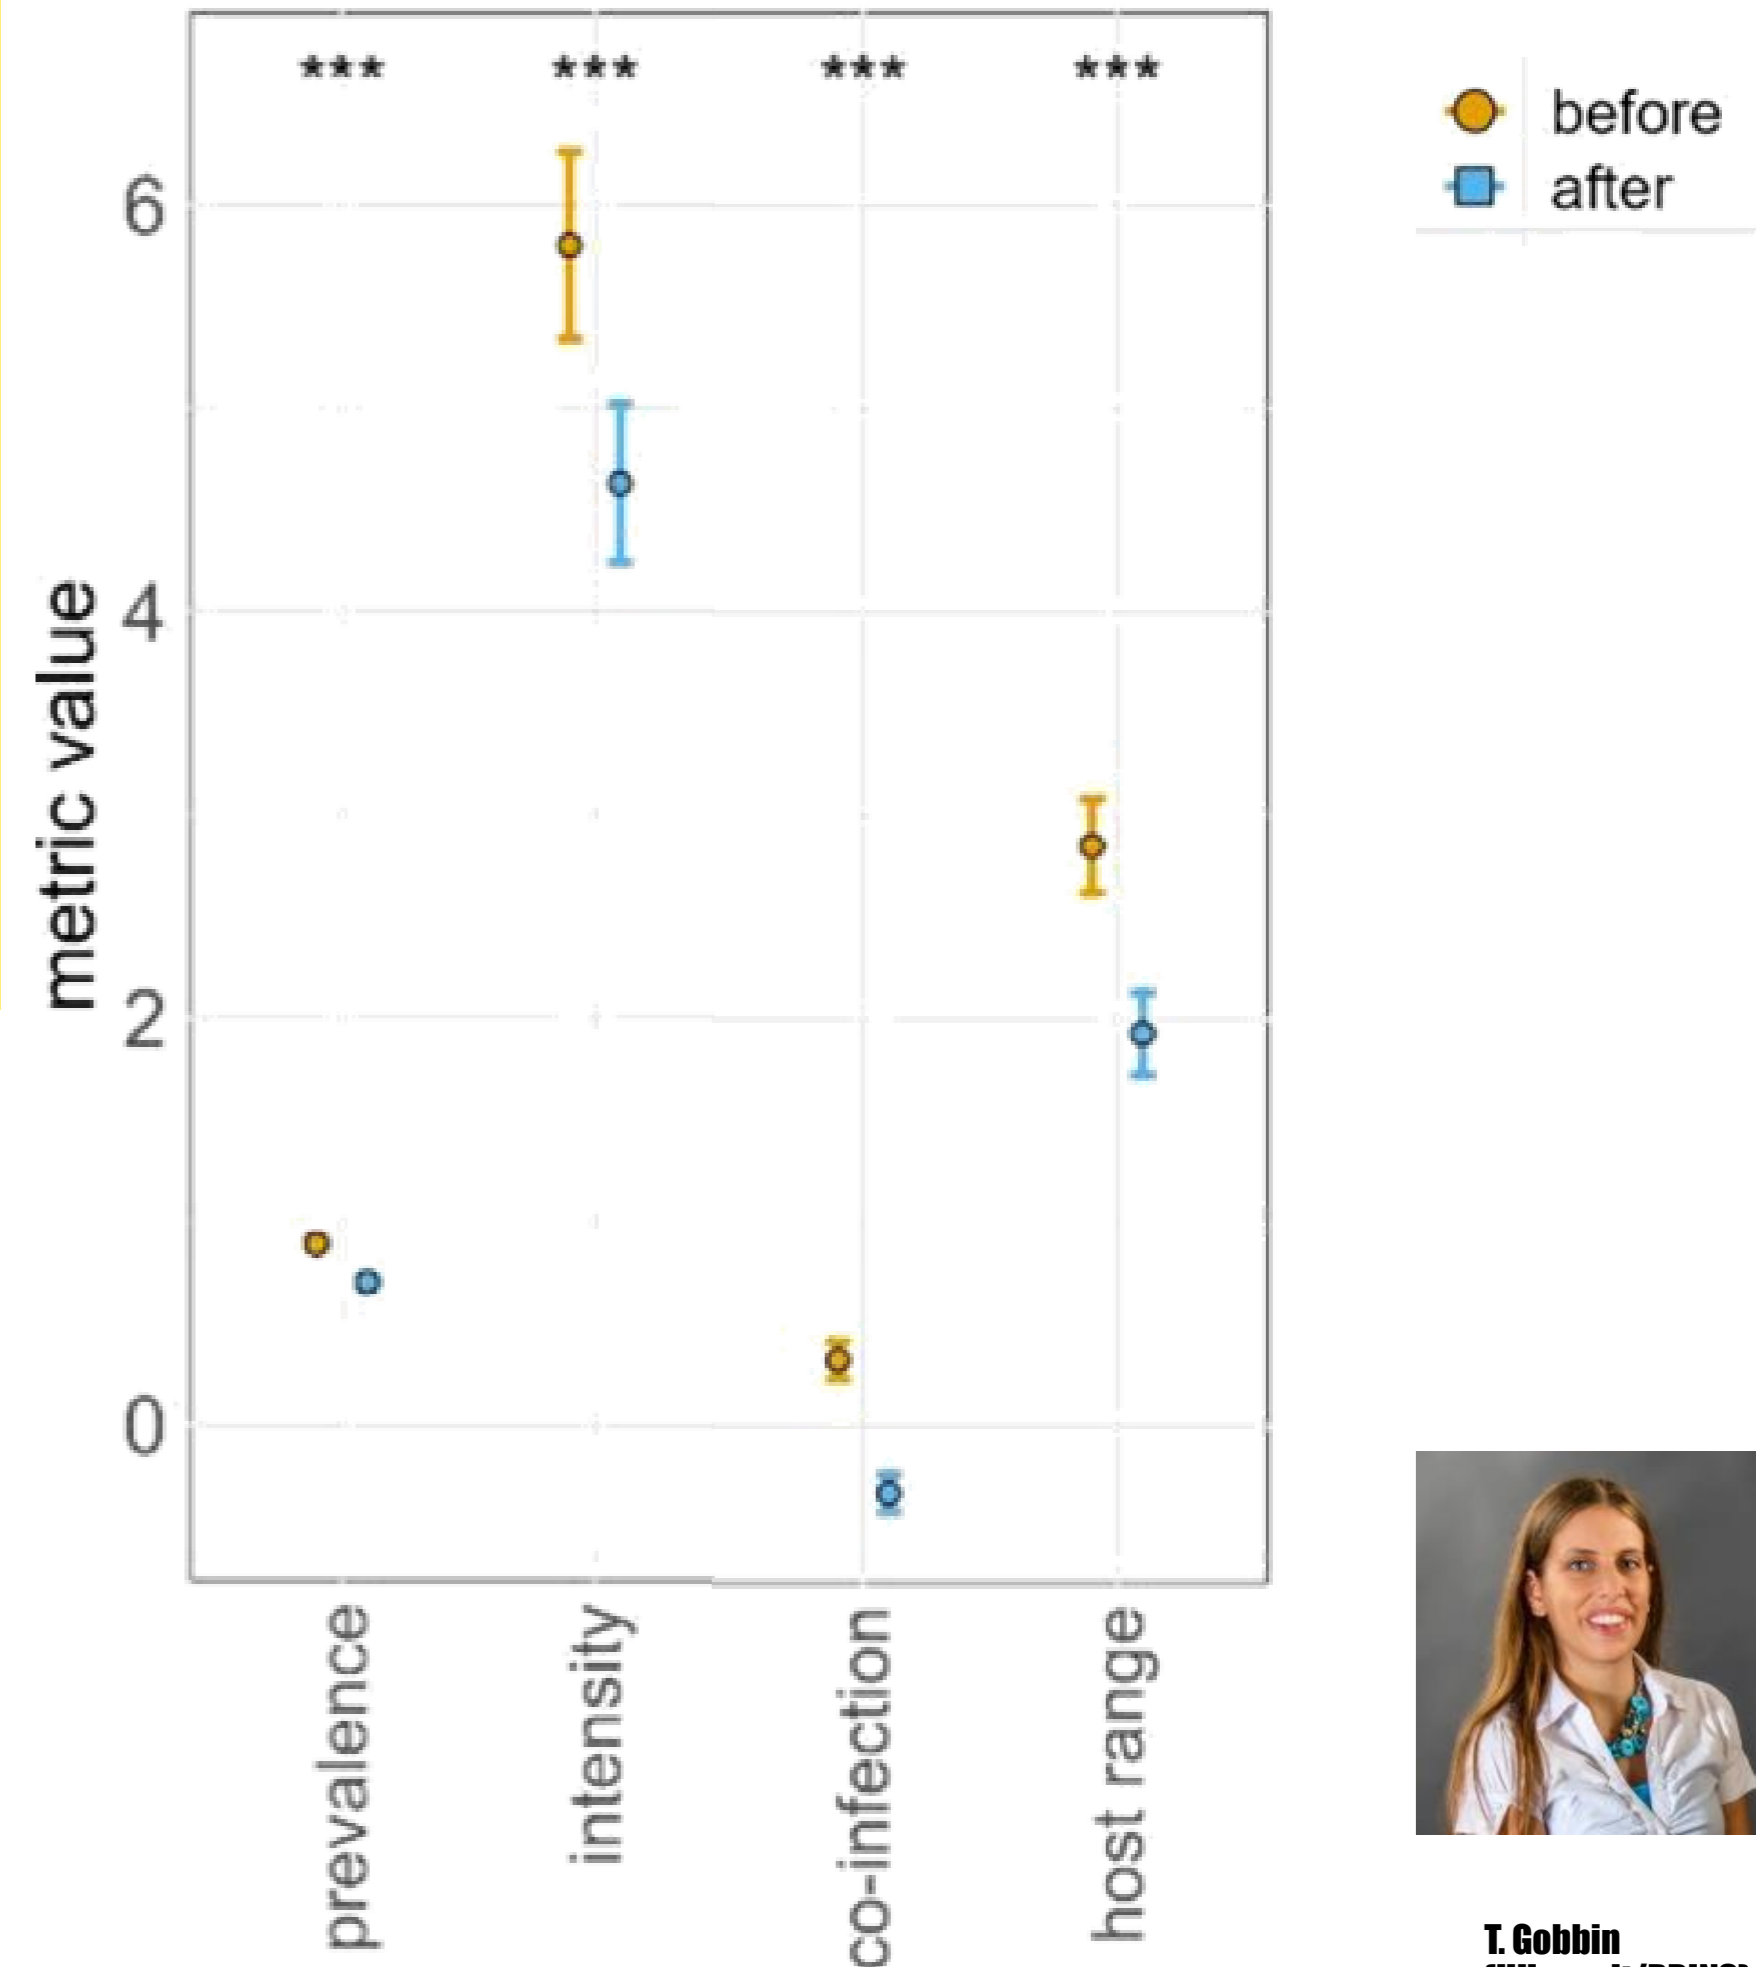 ***
***
***
***
before
after
6
4
2
0
metric value
prevalence
intensity
co-infection
host range
T. Gobbin